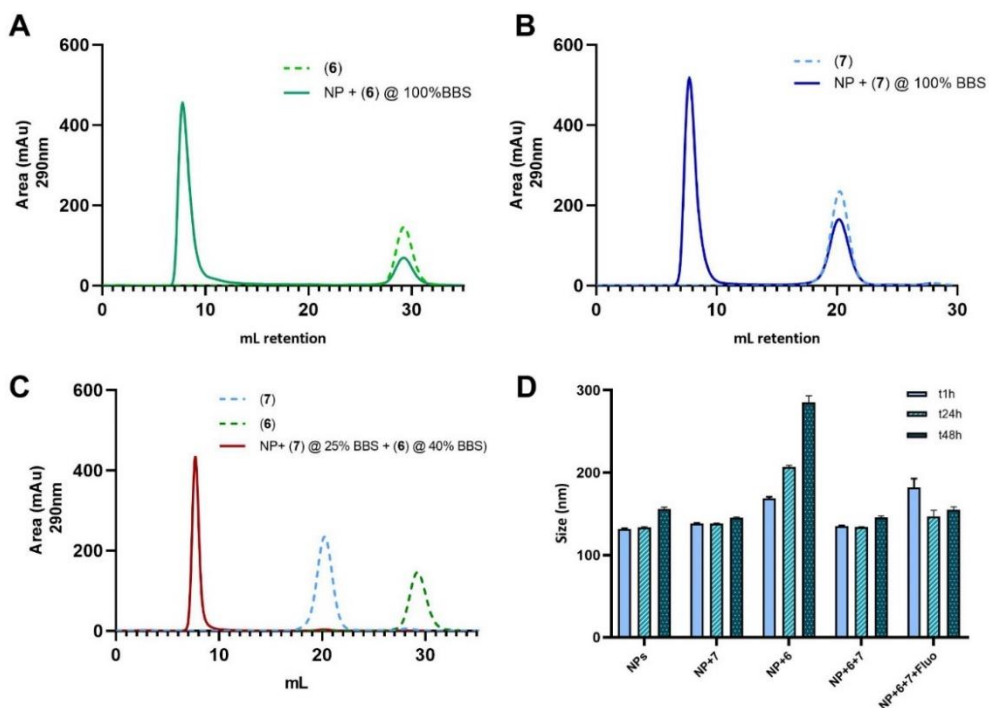 A
600
400
200
0
Area (mAu)
290nm
(6)
NP + (6) @ 100%BBS
0
10
20
30
mL retention
B
600
400
200
0
Area (mAu)
290nm
(7)
NP + (7) @ 100% BBS
0
10
20
30
mL retention
C
600
400
200
0
Area (mAu)
290nm
(7)
(6)
NP+ (7) @ 25% BBS + (6) @ 40% BBS)
0
10
20
30
mL
D
300
200
100
0
Size (nm)
t1h
t24h
t48h
NPs
NP+7
NP+6
NP+6+7
NP+6+7+Fluo